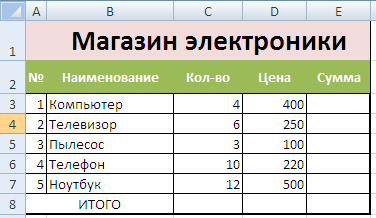 A B C D E
1 Магазин электроники
2 № Наименование Кол-во Цена Сумма
3 1 Компьютер 4 400
4 2 Телевизор 6 250
5 3 Пылесос 3 100
6 4 Телефон 10 220
7 5 Ноутбук 12 500
8 ИТОГО